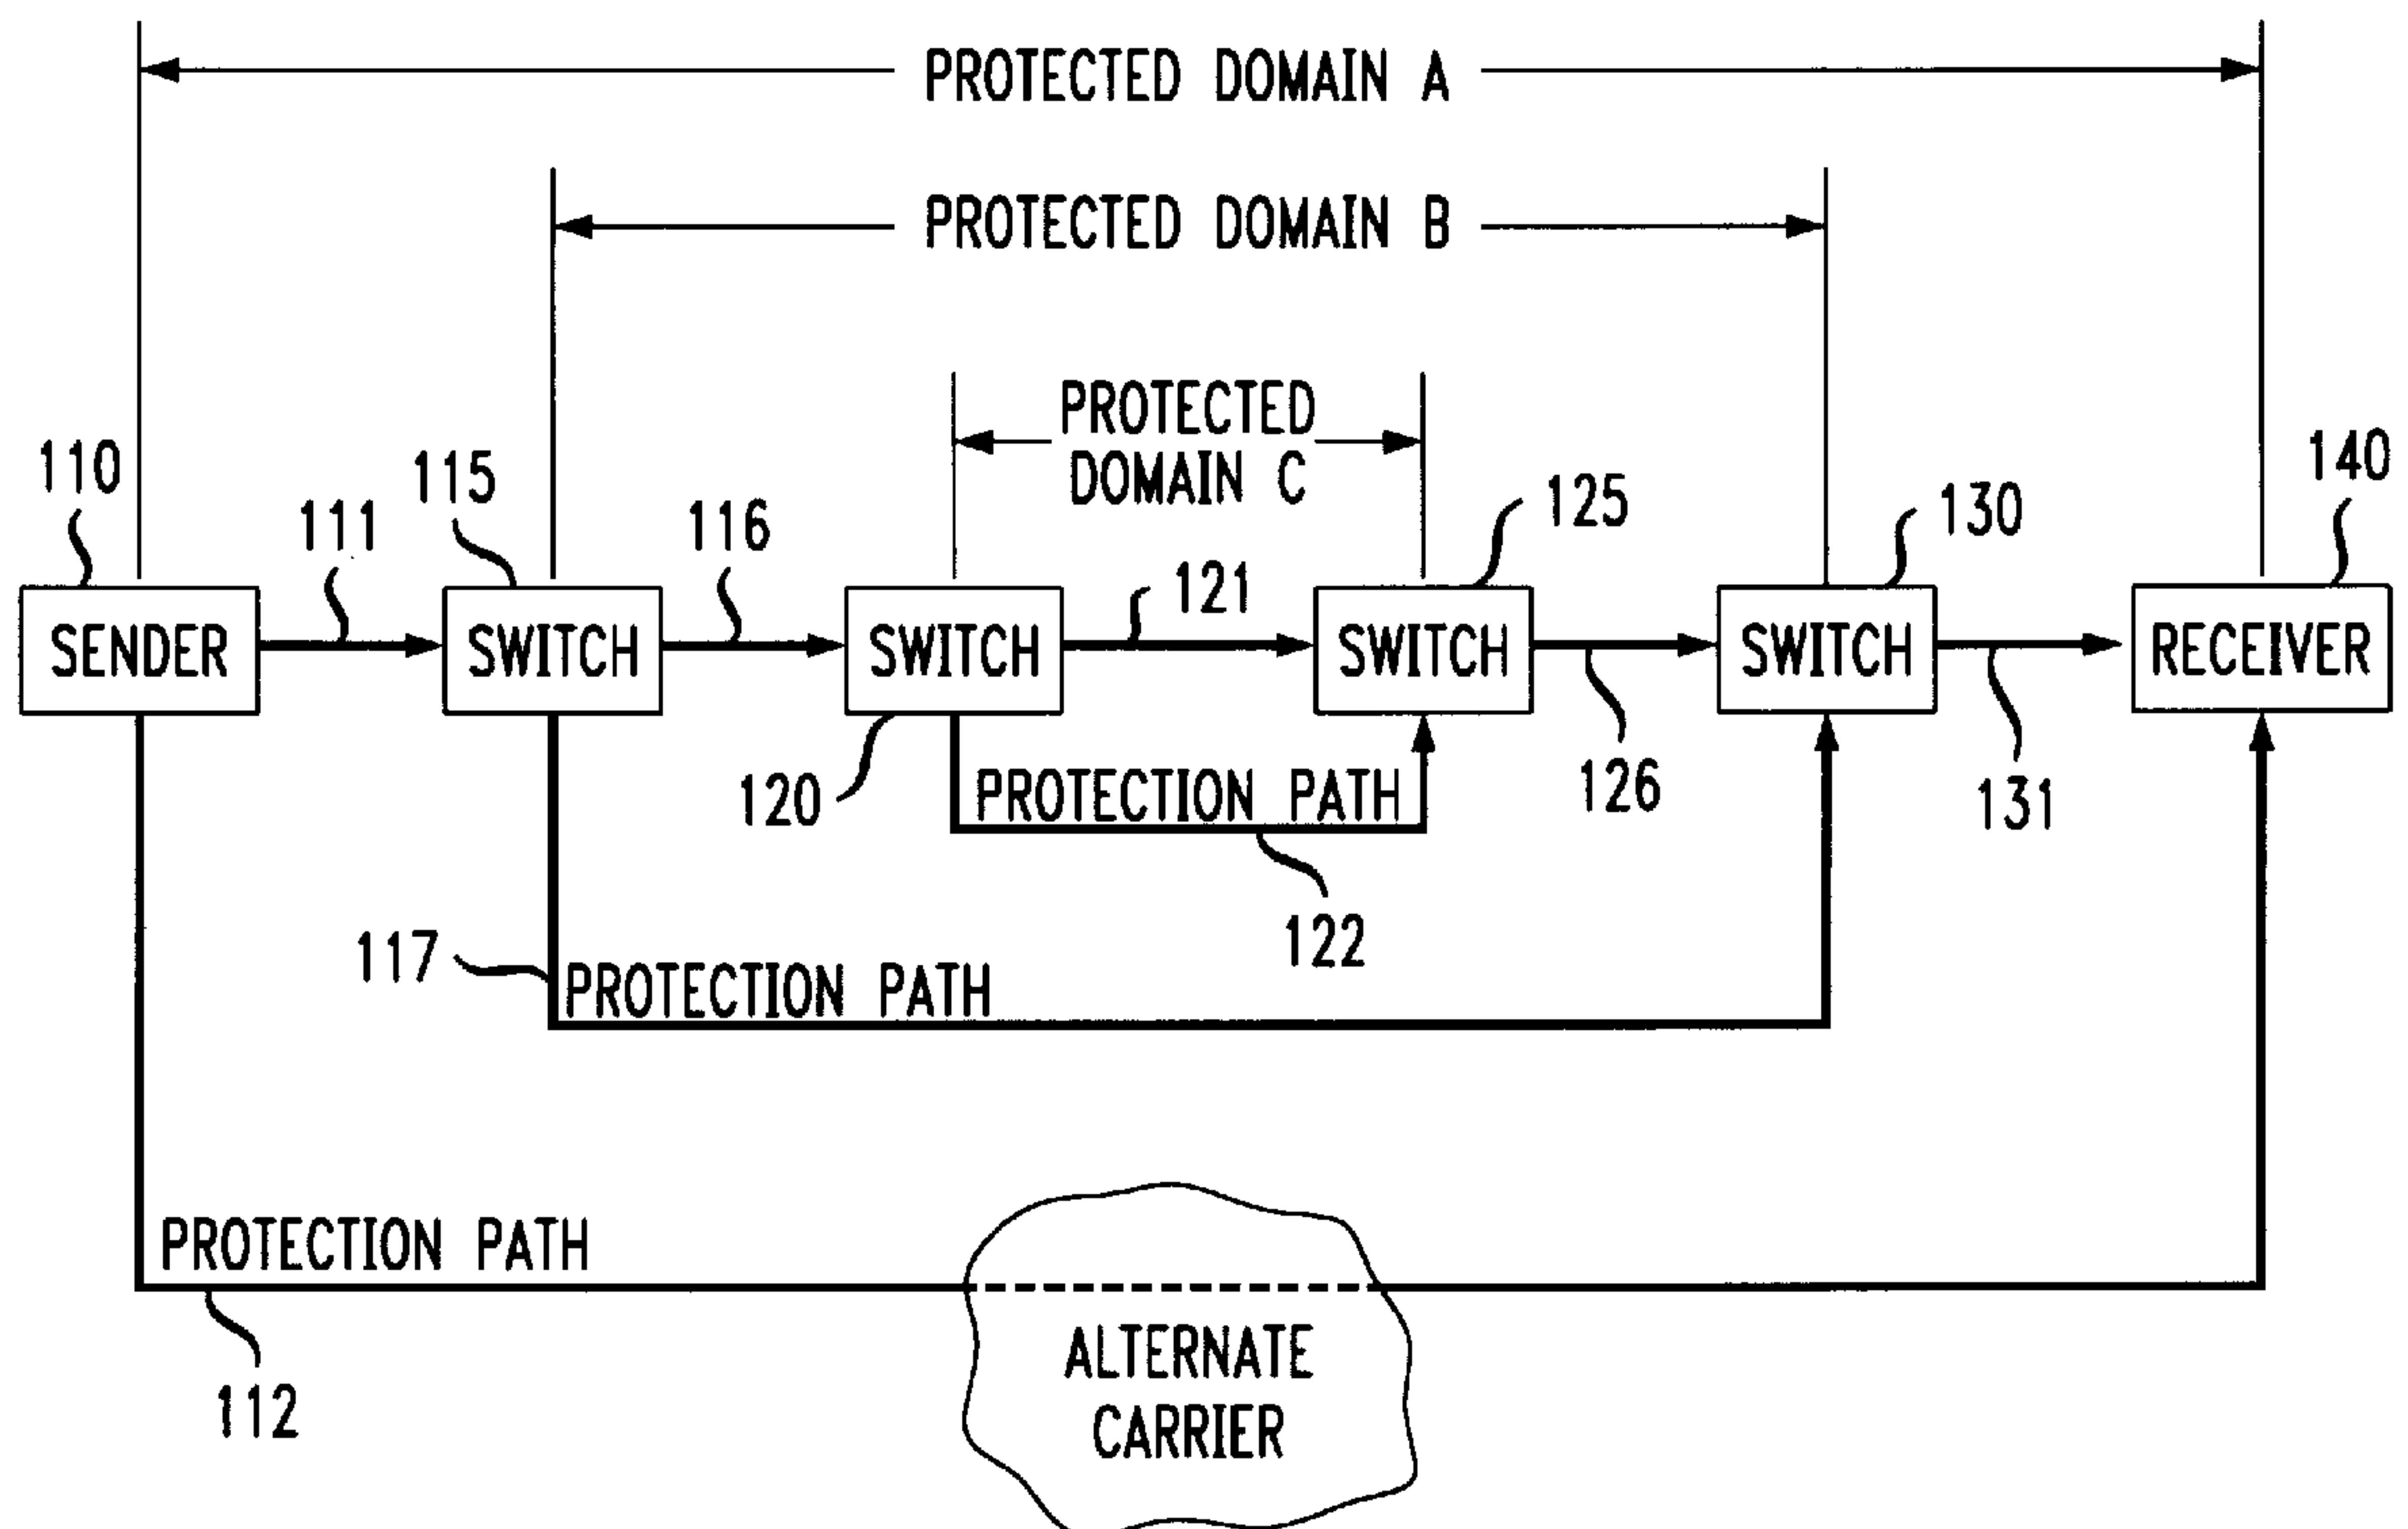 PROTECTED DOMAIN A
PROTECTED DOMAIN B
PROTECTED
DOMAIN C
110
111
115
116
121
125
130
140
SENDER
SWITCH
SWITCH
SWITCH
SWITCH
RECEIVER
120
PROTECTION PATH
126
131
122
117
PROTECTION PATH
PROTECTION PATH
112
ALTERNATE
CARRIER